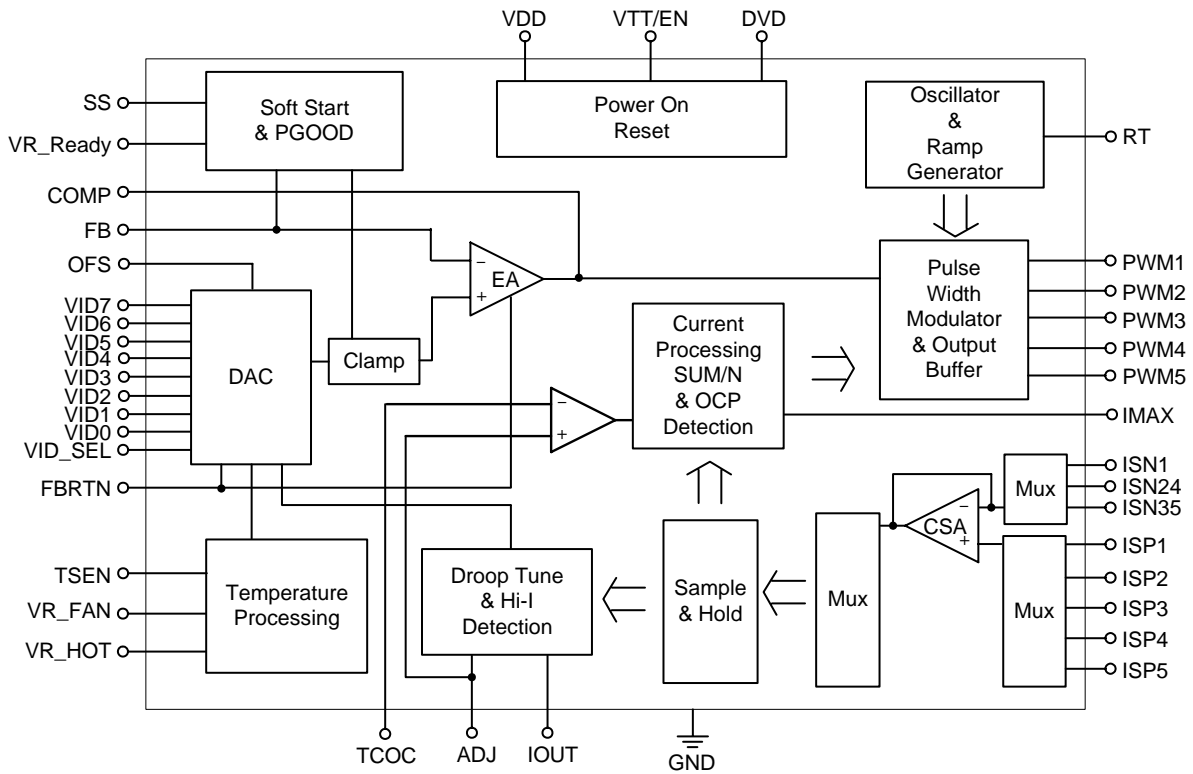 VDD
VTT/EN
DVD
SS
VR_Ready
COMP
FB
OFS
VID7
VID6
VID5
VID4
VID3
VID2
VID1
VID0
VID_SEL
FBRTN
TSEN
VR_FAN
VR_HOT
Soft Start
& PGOOD
Power On
Reset
Oscillator
&
Ramp
Generator
RT
−
EA
+
DAC
Clamp
Current
Processing
SUM/N
& OCP
Detection
−
+
Pulse
Width
Modulator
& Output
Buffer
PWM1
PWM2
PWM3
PWM4
PWM5
IMAX
Temperature
Processing
Droop Tune
& Hi-I
Detection
Sample
& Hold
Mux
CSA
−
+
Mux
Mux
ISN1
ISN24
ISN35
ISP1
ISP2
ISP3
ISP4
ISP5
TCOC
ADJ
IOUT
GND